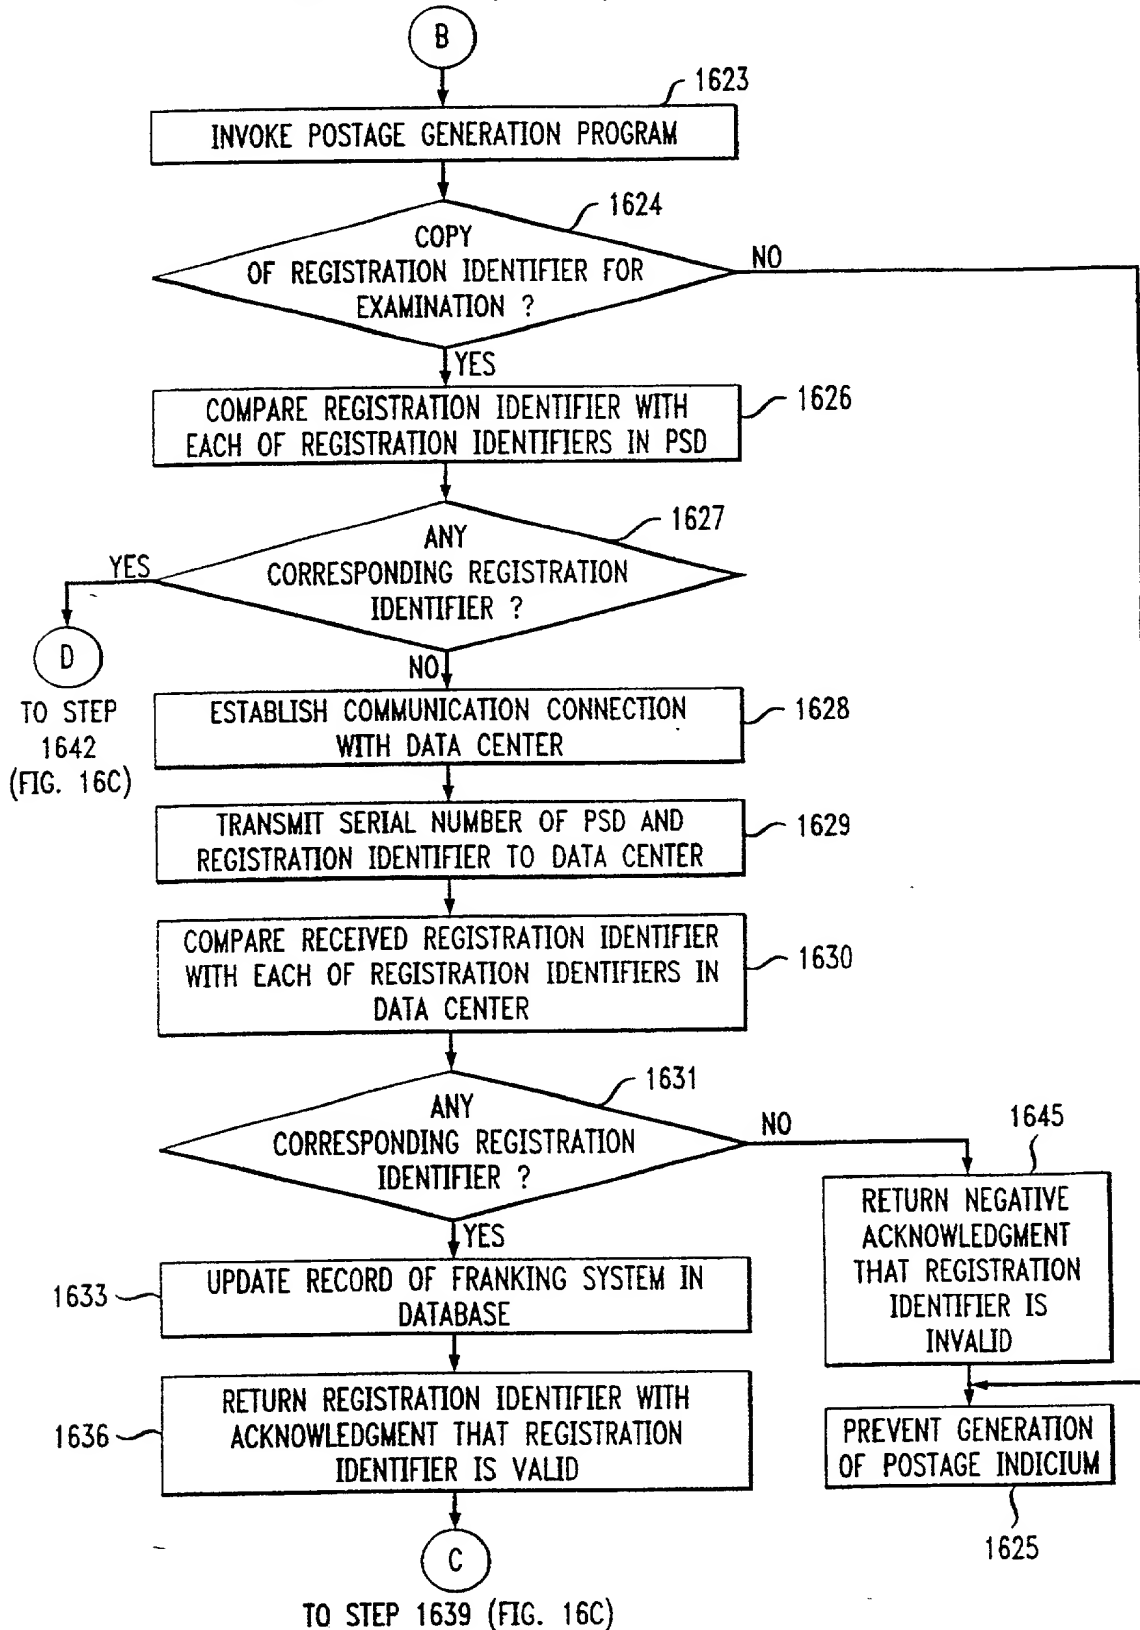 B
1623
INVOKE POSTAGE GENERATION PROGRAM
1624
COPY
OF REGISTRATION IDENTIFIER FOR
EXAMINATION ?
NO
YES
COMPARE REGISTRATION IDENTIFIER WITH
EACH OF REGISTRATION IDENTIFIERS IN PSD
1626
ANY
CORRESPONDING REGISTRATION
IDENTIFIER ?
1627
YES
D
TO STEP
1642
(FIG. 16C)
NO
ESTABLISH COMMUNICATION CONNECTION
WITH DATA CENTER
1628
TRANSMIT SERIAL NUMBER OF PSD AND
REGISTRATION IDENTIFIER TO DATA CENTER
1629
COMPARE RECEIVED REGISTRATION IDENTIFIER
WITH EACH OF REGISTRATION IDENTIFIERS IN
DATA CENTER
1630
ANY
CORRESPONDING REGISTRATION
IDENTIFIER ?
1631
NO
1645
RETURN NEGATIVE
ACKNOWLEDGMENT
THAT REGISTRATION
IDENTIFIER IS
INVALID
YES
UPDATE RECORD OF FRANKING SYSTEM IN
DATABASE
1633
RETURN REGISTRATION IDENTIFIER WITH
ACKNOWLEDGMENT THAT REGISTRATION
IDENTIFIER IS VALID
1636
PREVENT GENERATION
OF POSTAGE INDICIUM
1625
C
TO STEP 1639 (FIG. 16C)